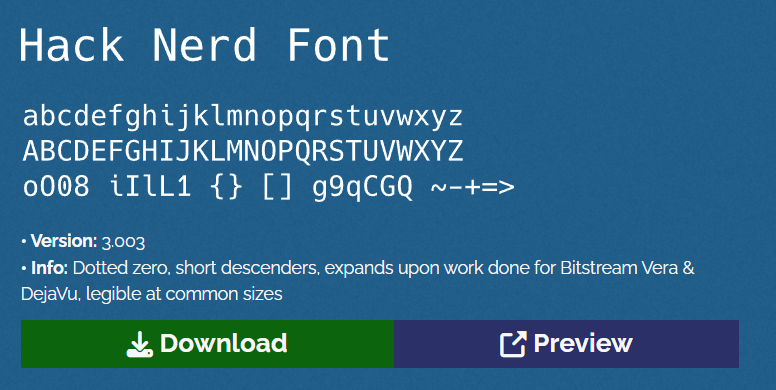 Hack Nerd Font
abcdefghijklmnopqrstuvwxyz
ABCDEFGHIJKLMNOPQRSTUVWXYZ
oO08 iIlL1 {} [] g9qCGQ ~-+=>
• Version: 3.003
• Info: Dotted zero, short descenders, expands upon work done for Bitstream Vera &
DejaVu, legible at common sizes
Download
Preview